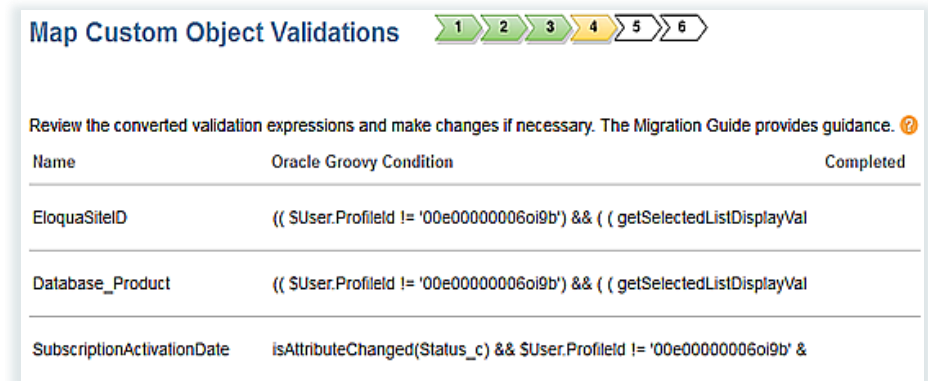 Map Custom Object Validations 1 2 3 4 5 6
Review the converted validation expressions and make changes if necessary. The Migration Guide provides guidance. ?
Name Oracle Groovy Condition Completed
EloquaSiteID (( $User.ProfileId != '00e00000006oi9b') && ( ( getSelectedListDisplayVal
Database_Product (( $User.ProfileId != '00e00000006oi9b') && ( ( getSelectedListDisplayVal
SubscriptionActivationDate isAttributeChanged(Status_c) && $User.ProfileId != '00e00000006oi9b' &